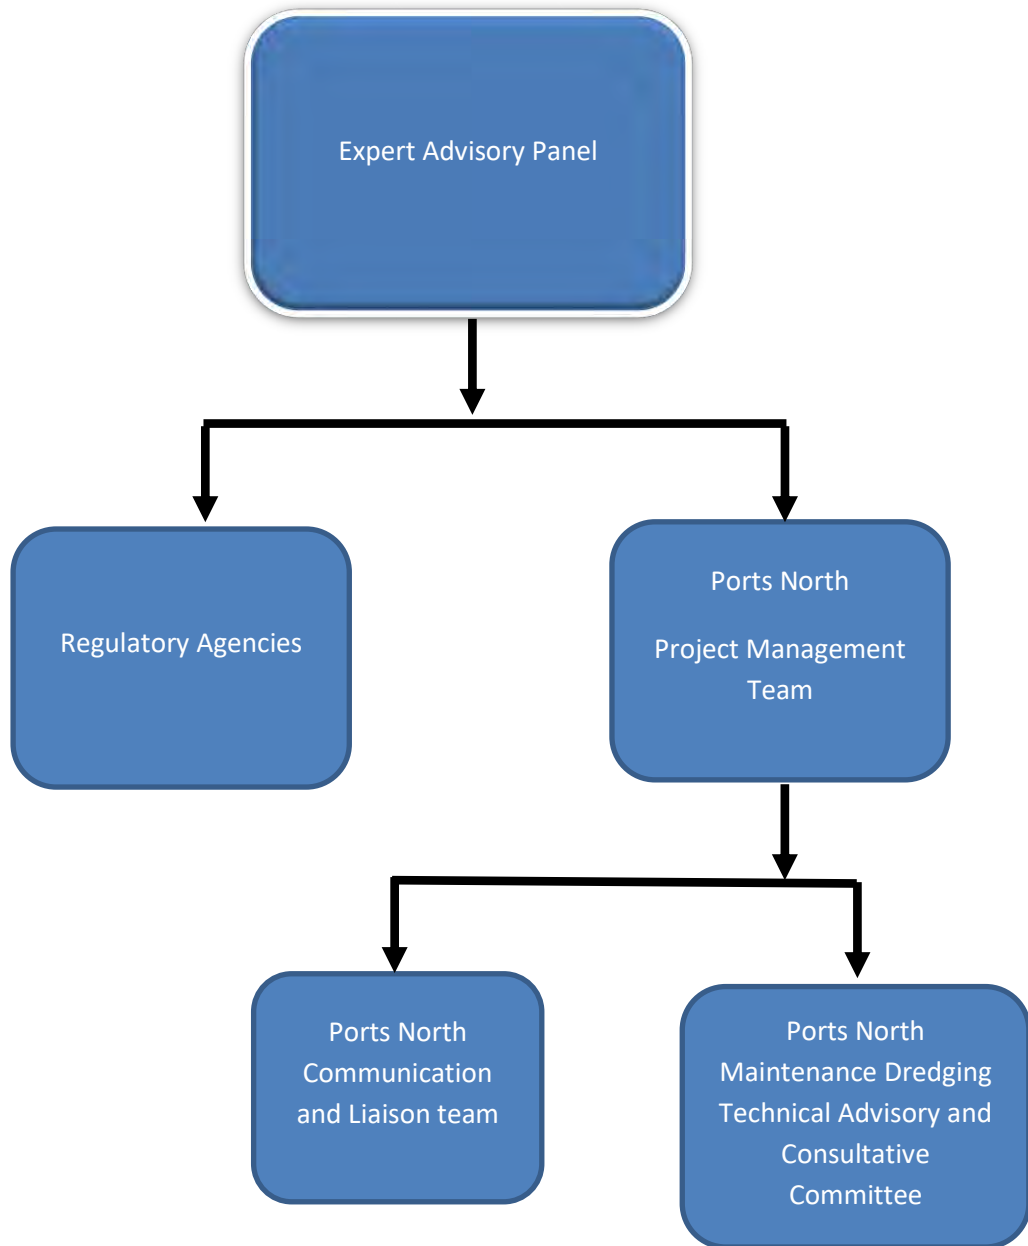 Expert Advisory Panel
Regulatory Agencies
Ports North
Project Management
Team
Ports North
Communication
and Liaison team
Ports North
Maintenance Dredging
Technical Advisory and
Consultative
Committee